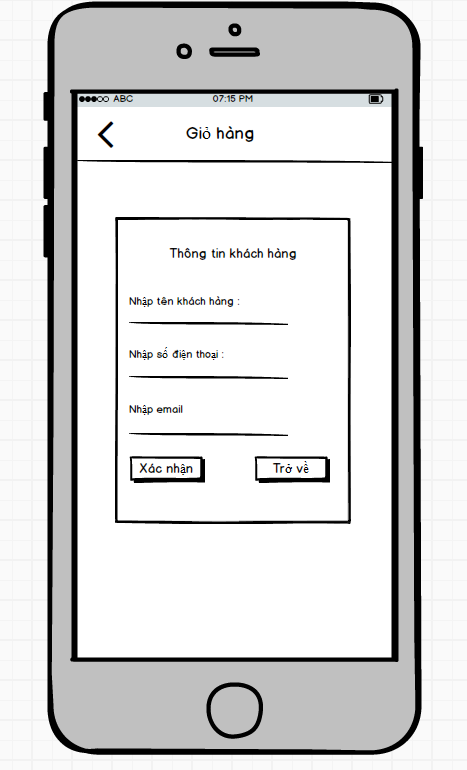 ABC 07:15 PM
Giỏ hàng
Thông tin khách hàng
Nhập tên khách hàng :
Nhập số điện thoại :
Nhập email
Xác nhận Trở về